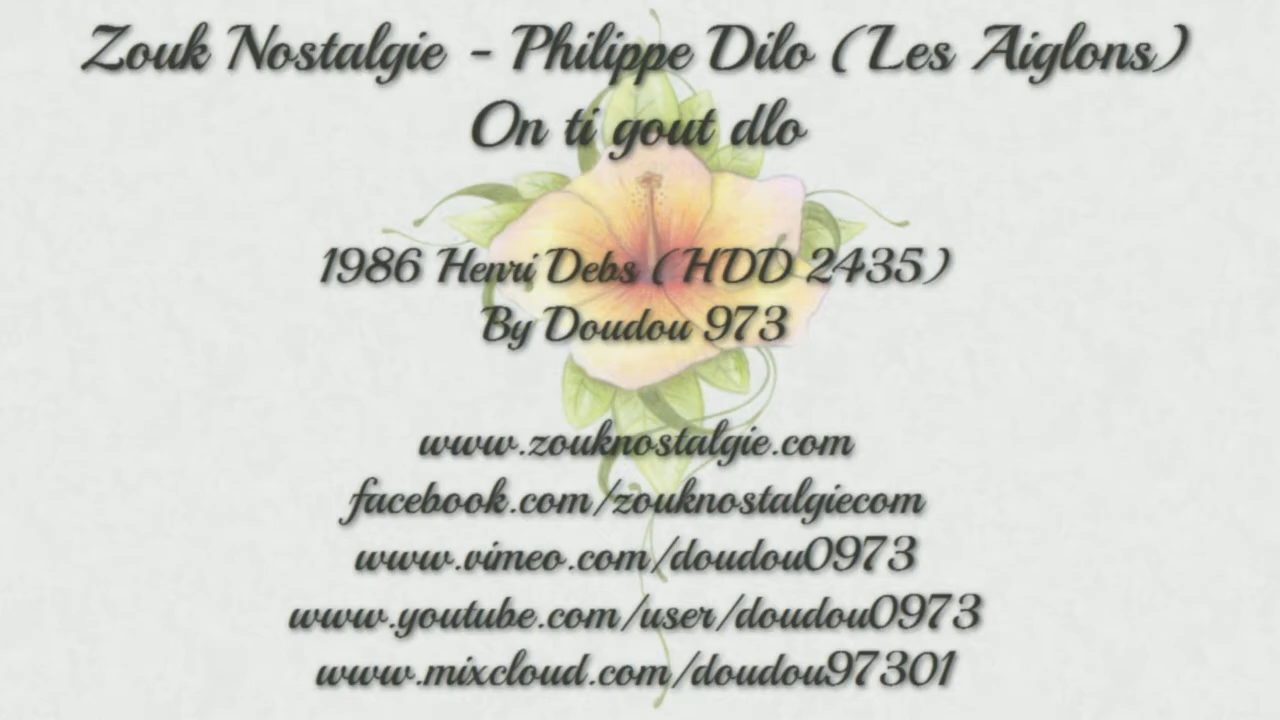 Zouk Nostalgie - Philippe Dilo (Les Aiglons)
On ti gout dlo
1986 Henri Debs (HDD 2435)
By Doudou 973
www.zouknostalgie.com
facebook.com/zouknostalgiecom
www.vimeo.com/doudou0973
www.youtube.com/user/doudou0973
www.mixcloud.com/doudou97301